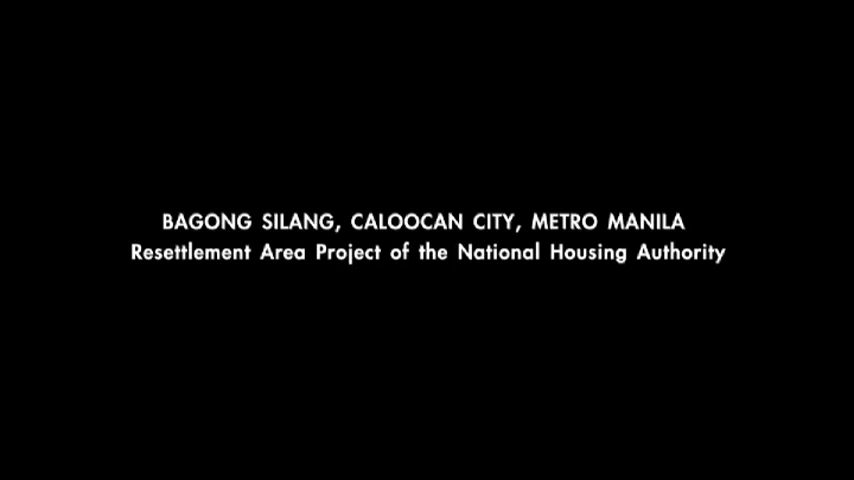 BAGONG SILANG, CALOOCAN CITY, METRO MANILA
Resettlement Area Project of the National Housing Authority